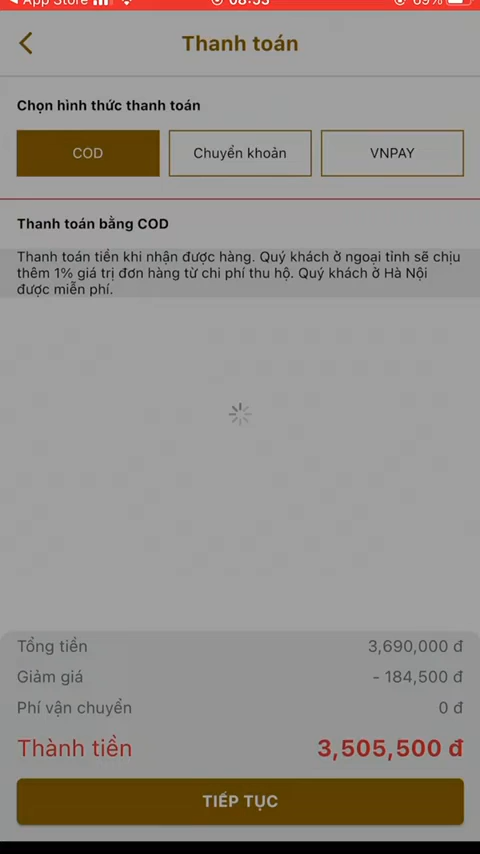 App Store
08:53
69%
Thanh toán
Chọn hình thức thanh toán
COD
Chuyển khoản
VNPAY
Thanh toán bằng COD
Thanh toán tiền khi nhận được hàng. Quý khách ở ngoại tỉnh sẽ chịu
thêm 1% giá trị đơn hàng từ chi phí thu hộ. Quý khách ở Hà Nội
được miễn phí.
Tổng tiền 3,690,000 đ
Giảm giá - 184,500 đ
Phí vận chuyển 0 đ
Thành tiền 3,505,500 đ
TIẾP TỤC